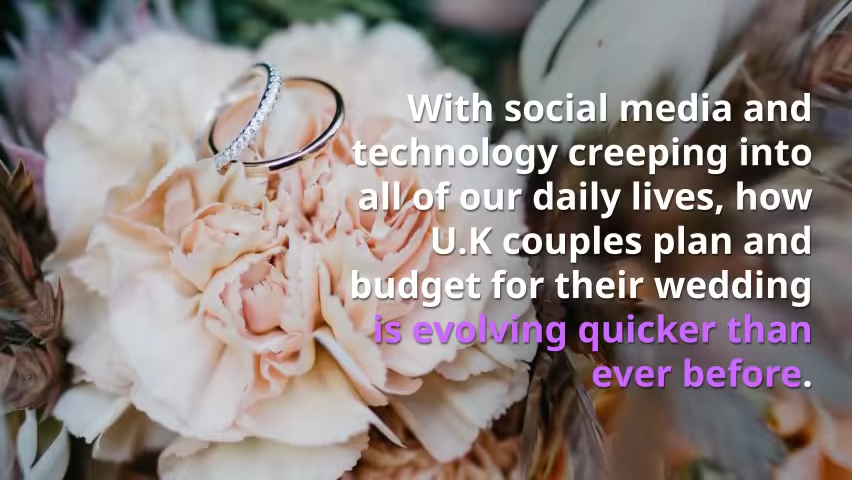 With social media and
technology creeping into
all of our daily lives, how
U.K couples plan and
budget for their wedding
is evolving quicker than
ever before.